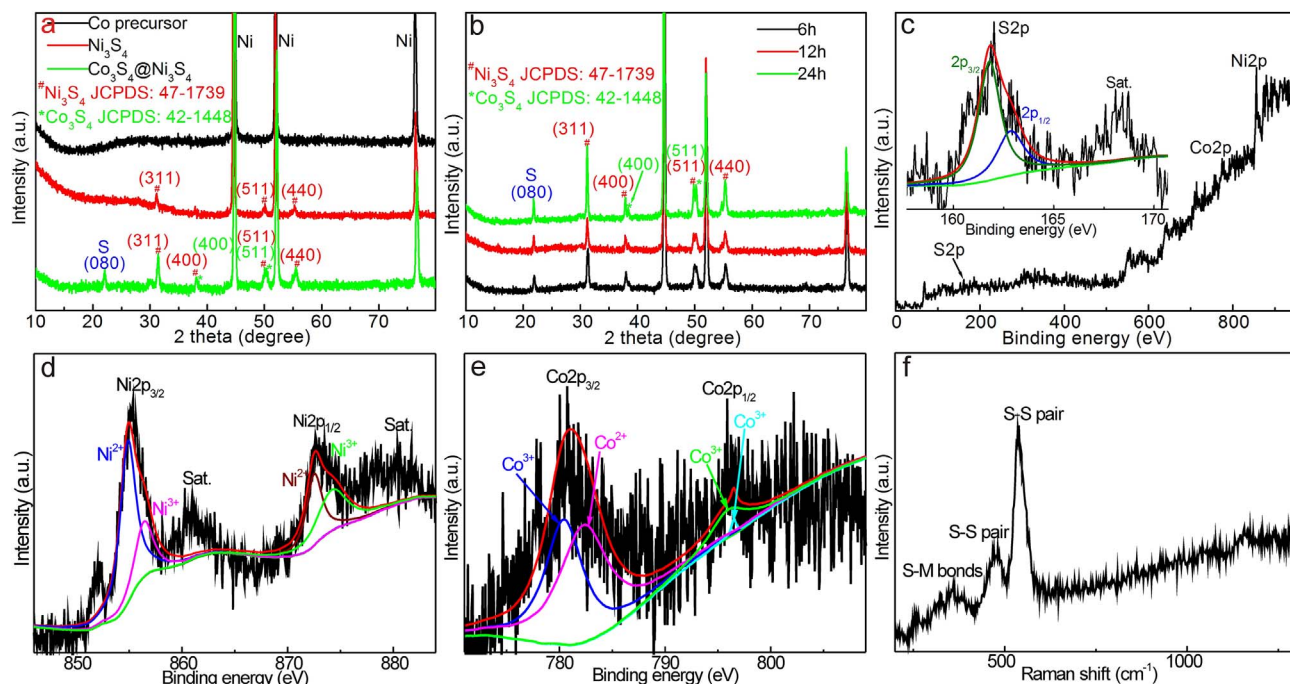 a
Co precursor
Ni₃S₄
Co₃S₄@Ni₃S₄
#Ni₃S₄ JCPDS: 47-1739
*Co₃S₄ JCPDS: 42-1448
Ni
Ni
Ni
(311)
#
(511)
#
(440)
#
S
(080)
(311)
#
(400)
#
(400)
*
(511)
#
(511)
*
(440)
#
Intensity (a.u.)
10 20 30 40 50 60 70
2 theta (degree)
b
6h
12h
24h
#Ni₃S₄ JCPDS: 47-1739
*Co₃S₄ JCPDS: 42-1448
S
(080)
(311)
#
(400)
#
(400)
*
(511)
*
(511)
#
(440)
#
Intensity (a.u.)
10 20 30 40 50 60 70
2 theta (degree)
c
S2p
2p₃/₂
2p₁/₂
Sat.
Intensity (a.u.)
160 165 170
Binding energy (eV)
Ni2p
Co2p
S2p
Intensity (a.u.)
0 200 400 600 800
Binding energy (eV)
d
Ni2p₃/₂
Ni²⁺
Ni³⁺
Sat.
Ni2p₁/₂
Ni²⁺
Ni³⁺
Sat.
Intensity (a.u.)
850 860 870 880
Binding energy (eV)
e
Co2p₃/₂
Co³⁺
Co²⁺
Co2p₁/₂
Co³⁺
Co³⁺
Intensity (a.u.)
780 790 800
Binding energy (eV)
f
S-S pair
S-S pair
S-M bonds
Intensity (a.u.)
500 1000
Raman shift (cm⁻¹)